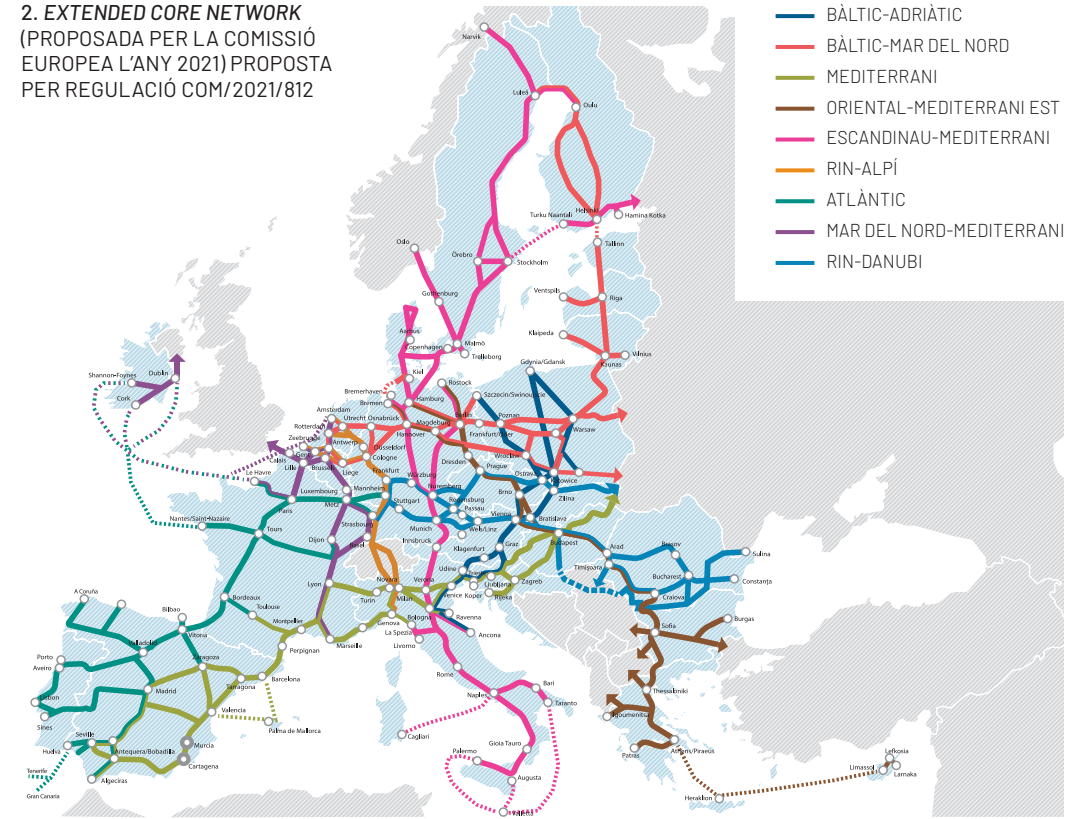 2. EXTENDED CORE NETWORK
(PROPOSADA PER LA COMISSIÓ
EUROPEA L'ANY 2021) PROPOSTA
PER REGULACIÓ COM/2021/812
BÀLTIC-ADRIÀTIC
BÀLTIC-MAR DEL NORD
MEDITERRANI
ORIENTAL-MEDITERRANI EST
ESCANDINAU-MEDITERRANI
RIN-ALPÍ
ATLÀNTIC
MAR DEL NORD-MEDITERRANI
RIN-DANUBI
Narvik
Luleå
Oulu
Turku Naantali
Helsinki
Hamina Kotka
Tallinn
Oslo
Örebro
Stockholm
Gothenburg
Ventspils
Riga
Klaipeda
Vilnius
Kaunas
Aarhus
Copenhagen
Malmö
Trelleborg
Gdynia/Gdansk
Shannon-Foynes
Dublin
Cork
Kiel
Rostock
Bremerhaven
Bremen
Hamburg
Szczecin/Swinoujscie
Amsterdam
Utrecht
Osnabrück
Magdeburg
Berlin
Poznan
Rotterdam
Hannover
Frankfurt/Oder
Warsaw
Zeebrugge
Antwerp
Düsseldorf
Gent
Calais
Cologne
Dresden
Wroclaw
Lille
Brussels
Liege
Prague
Le Havre
Frankfurt
Ostrava
Katowice
Luxembourg
Mannheim
Würzburg
Nuremburg
Brno
Zilina
Paris
Metz
Stuttgart
Regensburg
Passau
Nantes/Saint-Nazaire
Strasbourg
Vienna
Bratislava
Tours
Munich
Wels/Linz
Dijon
Basel
Innsbruck
Klagenfurt
Graz
Budapest
Arad
Brasov
Sulina
Timișoara
Udine
Lyon
Novara
Verona
Ljubljana
Zagreb
Bucharest
Constanța
Turin
Milan
Venice
Koper
Rijeka
Craiova
Bordeaux
Toulouse
Bologna
Ravenna
A Coruña
Bilbao
Montpellier
Genova
La Spezia
Ancona
Sofia
Burgas
Vitoria
Marseille
Livorno
Valladolid
Perpignan
Porto
Aveiro
Zaragoza
Rome
Barcelona
Madrid
Tarragona
Bari
Thessaloniki
Lisbon
Naples
Taranto
Sines
Valencia
Palma de Mallorca
Igoumenitsa
Cagliari
Seville
Murcia
Huelva
Antequera/Bobadilla
Gioia Tauro
Palermo
Patras
Athens/Piraeus
Lefkosia
Cartagena
Limassol
Larnaka
Tenerife
Algeciras
Augusta
Gran Canaria
Heraklion
Valletta